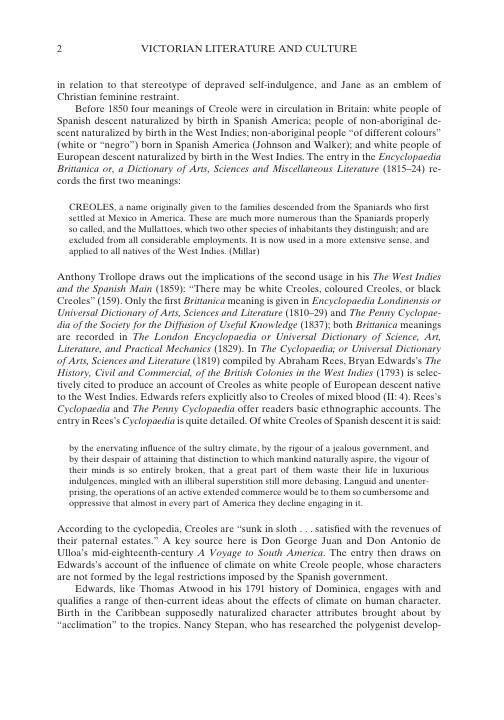 2
VICTORIAN LITERATURE AND CULTURE
in relation to that stereotype of depraved self-indulgence, and Jane as an emblem of
Christian feminine restraint.
Before 1850 four meanings of Creole were in circulation in Britain: white people of
Spanish descent naturalized by birth in Spanish America; people of non-aboriginal de-
scent naturalized by birth in the West Indies; non-aboriginal people “of different colours”
(white or “negro”) born in Spanish America (Johnson and Walker); and white people of
European descent naturalized by birth in the West Indies. The entry in the Encyclopaedia
Britannica or, a Dictionary of Arts, Sciences and Miscellaneous Literature (1815–24) re-
cords the first two meanings:
CREOLES, a name originally given to the families descended from the Spaniards who first
settled at Mexico in America. These are much more numerous than the Spaniards properly
so called, and the Mullattoes, which two other species of inhabitants they distinguish; and are
excluded from all considerable employments. It is now used in a more extensive sense, and
applied to all natives of the West Indies. (Millar)
Anthony Trollope draws out the implications of the second usage in his The West Indies
and the Spanish Main (1859): “There may be white Creoles, coloured Creoles, or black
Creoles” (159). Only the first Brittanica meaning is given in Encyclopaedia Londinensis or
Universal Dictionary of Arts, Sciences and Literature (1810–29) and The Penny Cyclopae-
dia of the Society for the Diffusion of Useful Knowledge (1837); both Brittanica meanings
are recorded in The London Encyclopaedia or Universal Dictionary of Science, Art,
Literature, and Practical Mechanics (1829). In The Cyclopaedia; or Universal Dictionary
of Arts, Sciences and Literature (1819) compiled by Abraham Rees, Bryan Edwards’s The
History, Civil and Commercial, of the British Colonies in the West Indies (1793) is selec-
tively cited to produce an account of Creoles as white people of European descent native
to the West Indies. Edwards refers explicitly also to Creoles of mixed blood (II: 4). Rees’s
Cyclopaedia and The Penny Cyclopaedia offer readers basic ethnographic accounts. The
entry in Rees’s Cyclopaedia is quite detailed. Of white Creoles of Spanish descent it is said:
by the enervating influence of the sultry climate, by the rigour of a jealous government, and
by their despair of attaining that distinction to which mankind naturally aspire, the vigour of
their minds is so entirely broken, that a great part of them waste their life in luxurious
indulgences, mingled with an illiberal superstition still more debasing. Languid and unenter-
prising, the operations of an active extended commerce would be to them so cumbersome and
oppressive that almost in every part of America they decline engaging in it.
According to the cyclopedia, Creoles are “sunk in sloth . . . satisfied with the revenues of
their paternal estates.” A key source here is Don George Juan and Don Antonio de
Ulloa’s mid-eighteenth-century A Voyage to South America. The entry then draws on
Edwards’s account of the influence of climate on white Creole people, whose characters
are not formed by the legal restrictions imposed by the Spanish government.
Edwards, like Thomas Atwood in his 1791 history of Dominica, engages with and
qualifies a range of then-current ideas about the effects of climate on human character.
Birth in the Caribbean supposedly naturalized character attributes brought about by
“acclimation” to the tropics. Nancy Stepan, who has researched the polygenist develop-